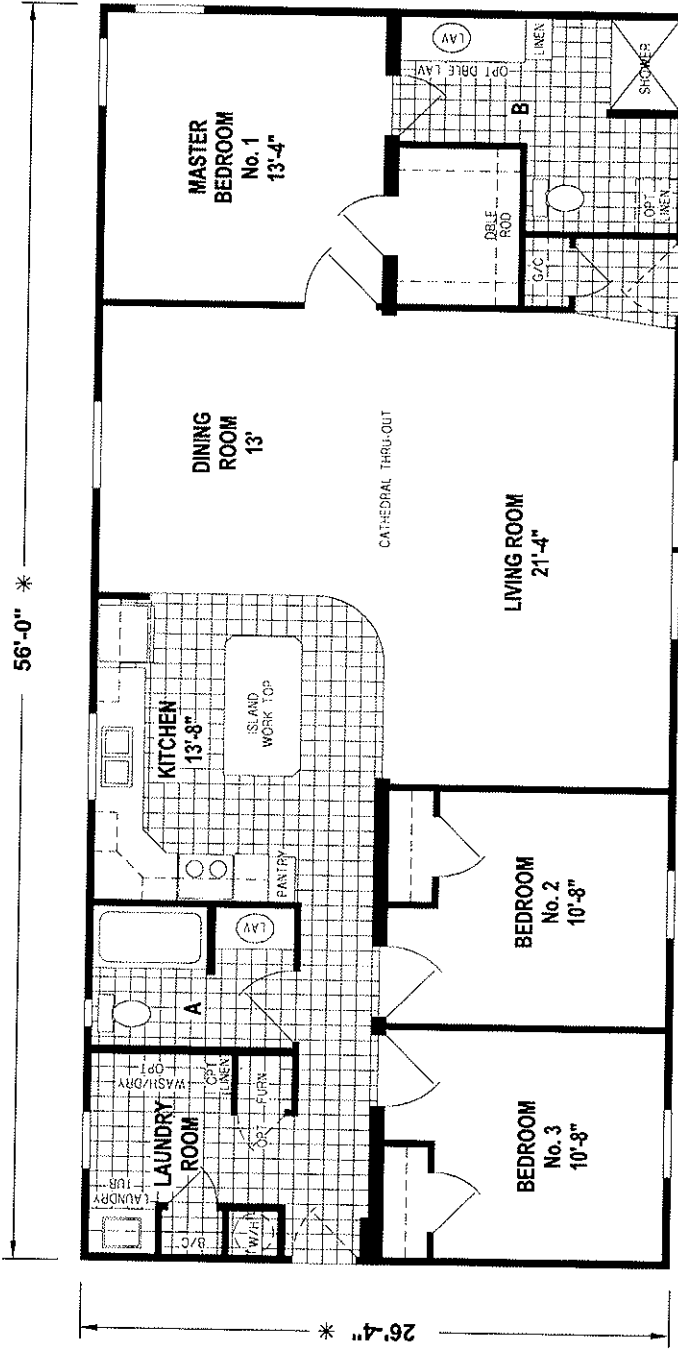 56'-0" *
26'-4" *
LAUNDRY
TUB
WASH/DRY
OPT
LAUNDRY
ROOM
OPT
LINEN
B/C
W/H
OPT FURN
A
LAV
KITCHEN
13'-8"
ISLAND
WORK TOP
PANTRY
DINING
ROOM
13'
CATHEDRAL THRU-OUT
MASTER
BEDROOM
No. 1
13'-4"
LAV
OPT DBLE LAV
LINEN
B
SHOWER
DBLE
ROD
G/C
OPT
LINEN
LIVING ROOM
21'-4"
BEDROOM
No. 2
10'-8"
BEDROOM
No. 3
10'-8"